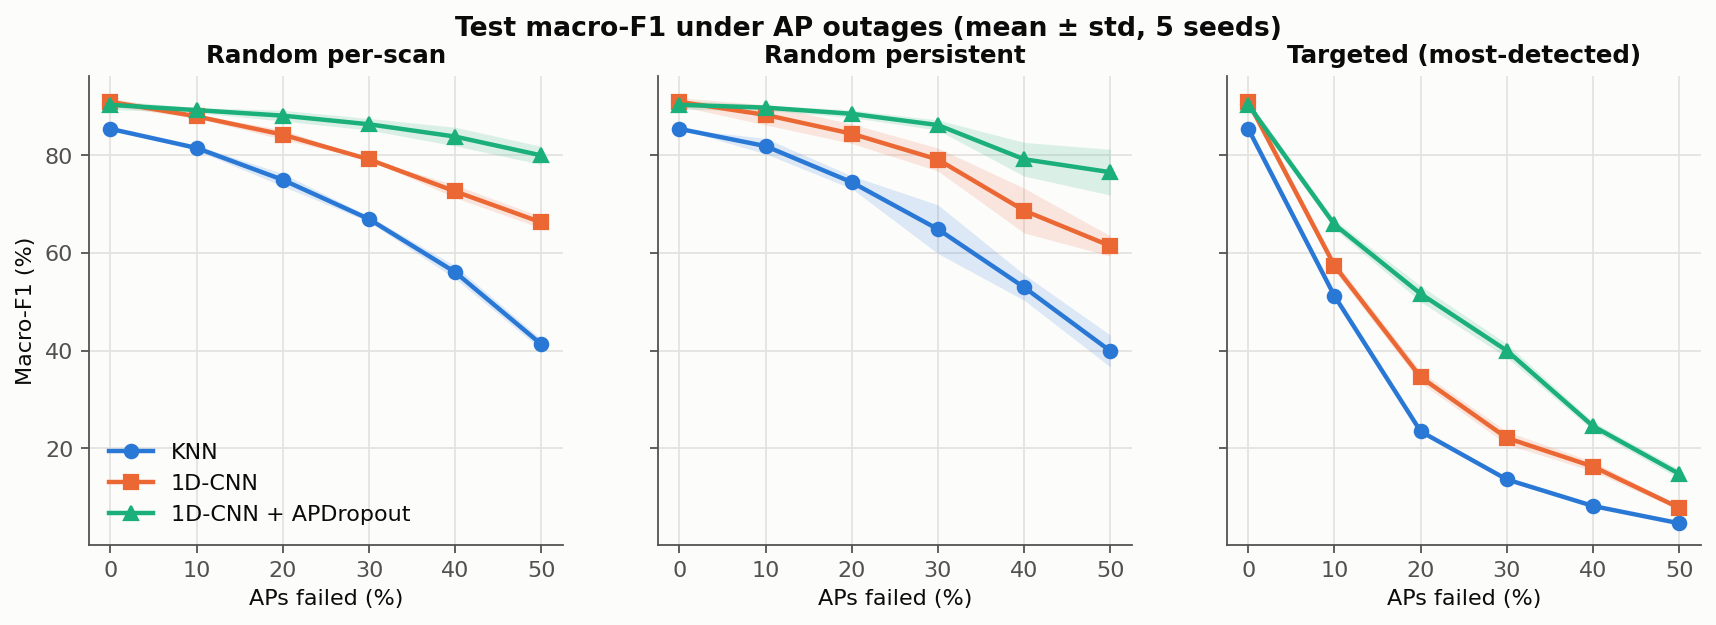 Test macro-F1 under AP outages (mean ± std, 5 seeds)
Random per-scan
Random persistent
Targeted (most-detected)
Macro-F1 (%)
80
60
40
20
KNN
1D-CNN
1D-CNN + APDropout
0 10 20 30 40 50
0 10 20 30 40 50
0 10 20 30 40 50
APs failed (%)
APs failed (%)
APs failed (%)